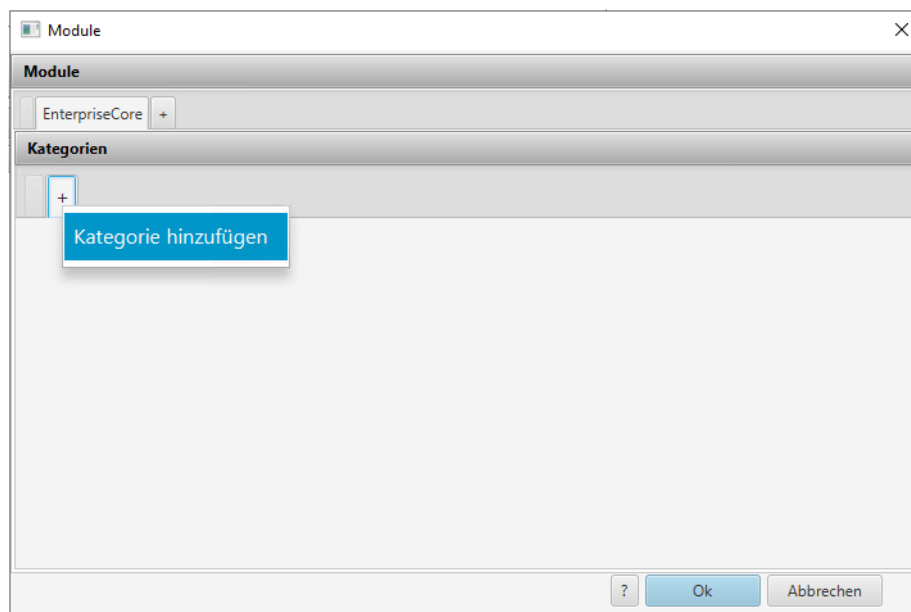 Module
Module
EnterpriseCore +
Kategorien
+
Kategorie hinzufügen
? Ok Abbrechen